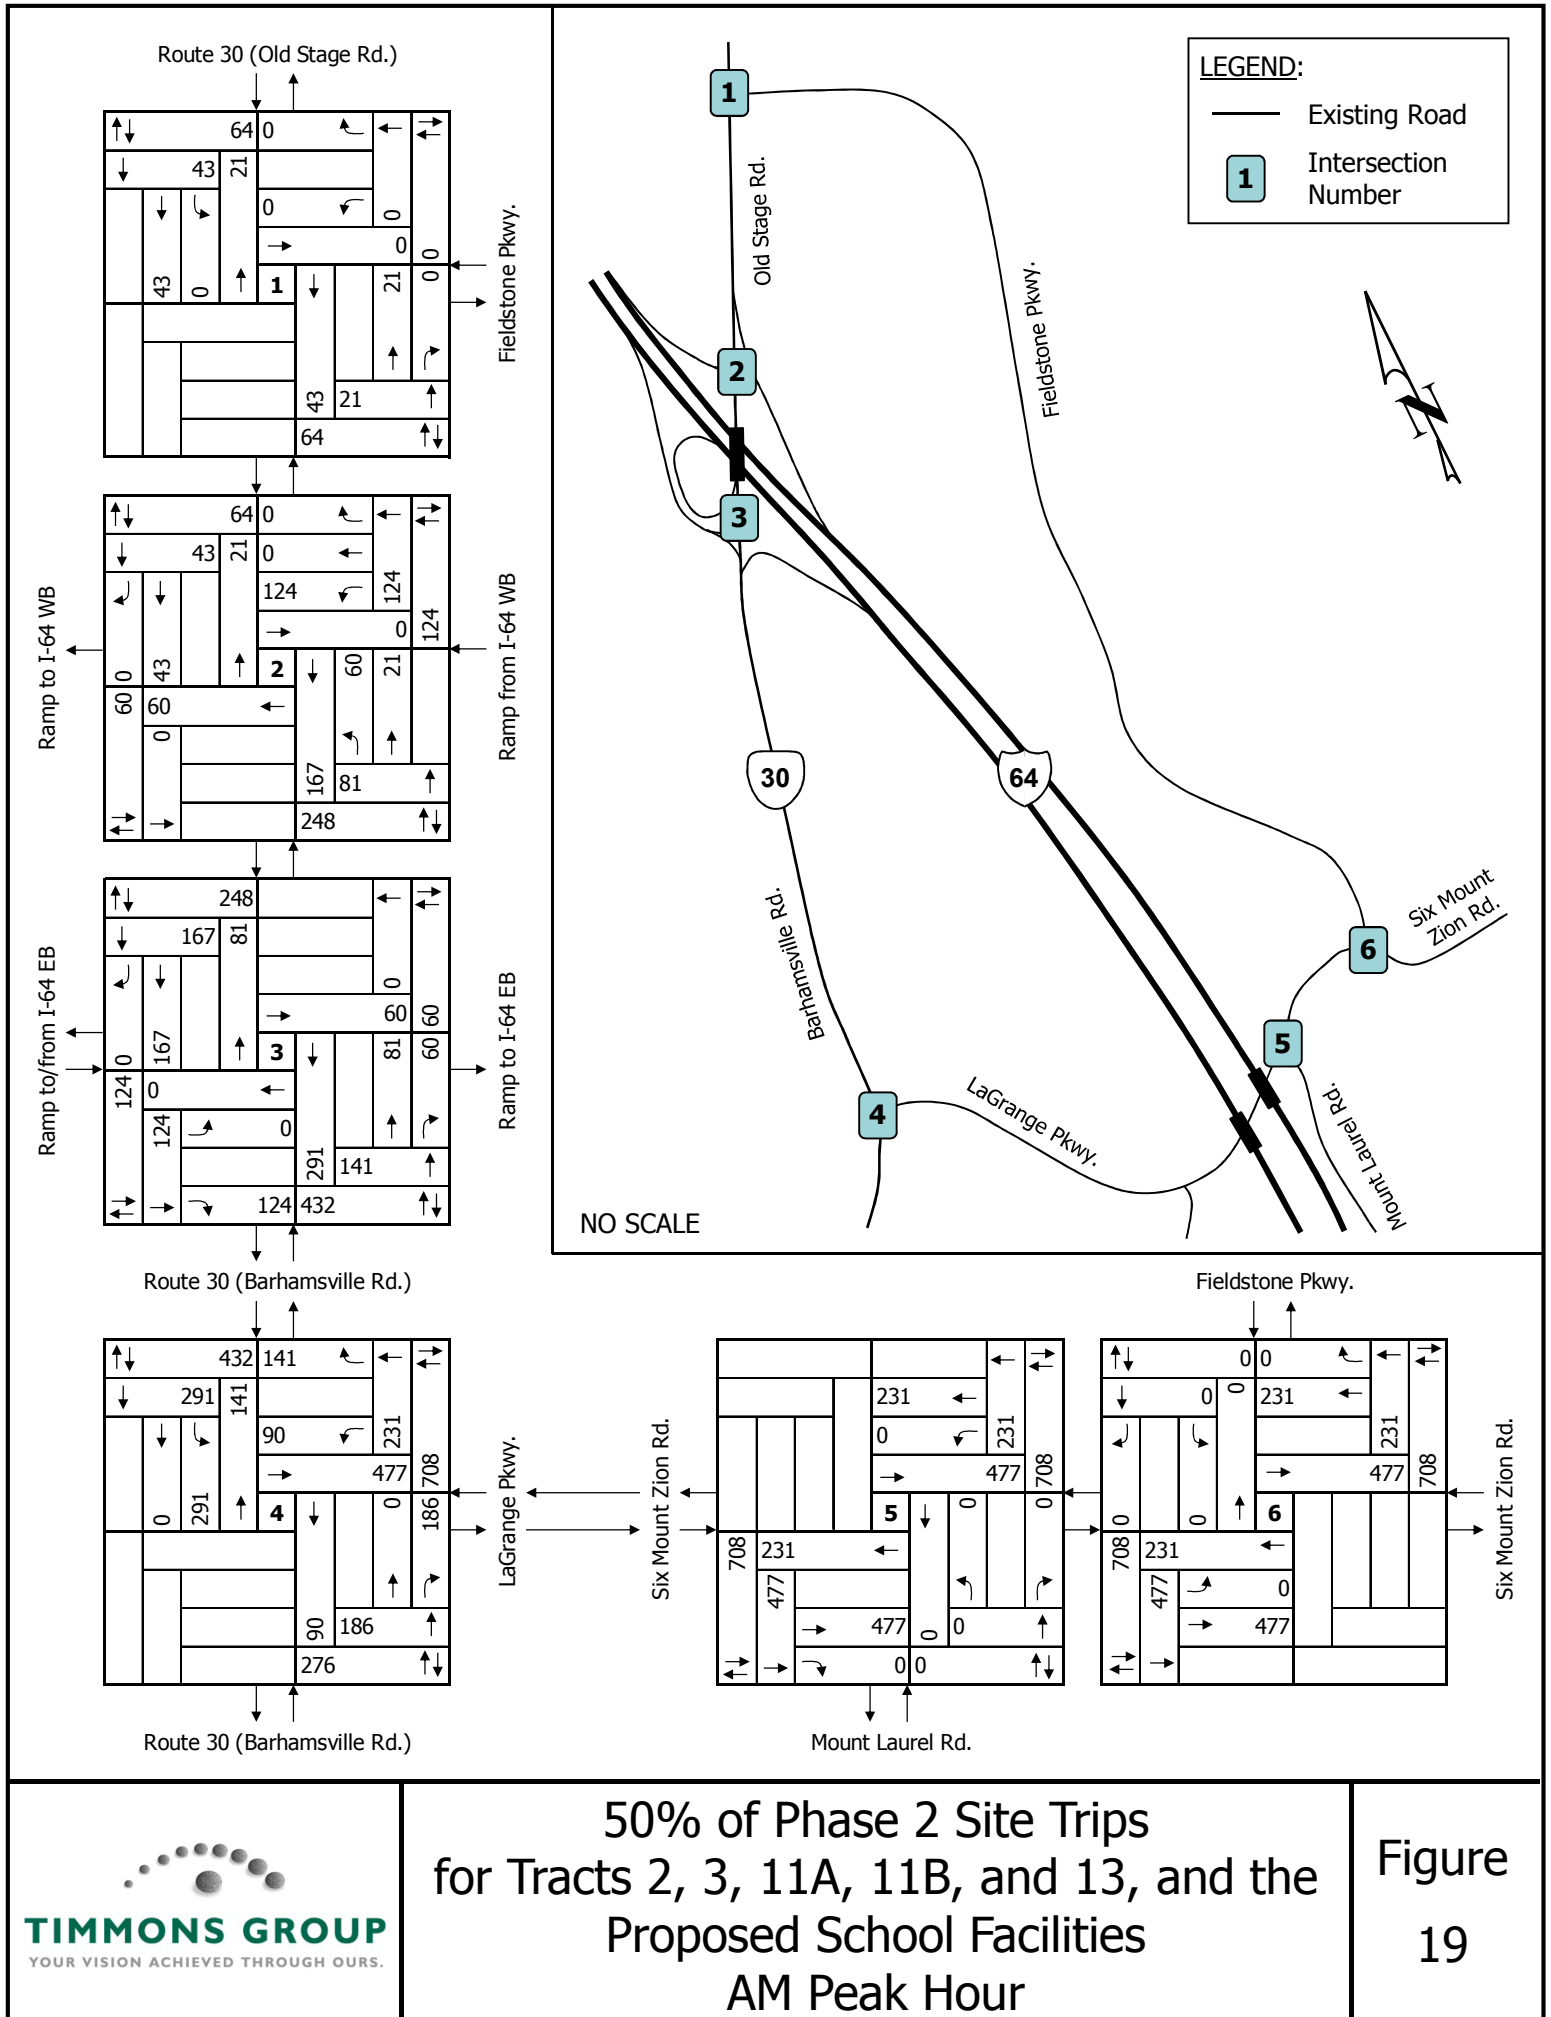 Route 30 (Old Stage Rd.)
64 0
43 21
0 0
0
43 0 1 21 0 0
43 21
64
Fieldstone Pkwy.
64 0
43 21 0
124 124 124
0
0 43 2 60 21
60 60
0
167 81
248
Ramp to I-64 WB
Ramp from I-64 WB
248
167 81
0
60 60
0 167 3 81 60
124 0
124 0
291 141
124 432
Ramp to/from I-64 EB
Ramp to I-64 EB
Route 30 (Barhamsville Rd.)
432 141
291 141
90 231
477 708
0 291 4 0 186
90 186
276
LaGrange Pkwy.
Route 30 (Barhamsville Rd.)
LEGEND:
Existing Road
1 Intersection
Number
1
Old Stage Rd.
Fieldstone Pkwy.
2
3
30
64
Barhamsville Rd.
Six Mount
Zion Rd.
6
5
4
LaGrange Pkwy.
Mount Laurel Rd.
N
NO SCALE
Six Mount Zion Rd.
231
0 231
477 708
5 0 0
708 231
477
477 0 0
0 0
Mount Laurel Rd.
Fieldstone Pkwy.
0 0
0 0 231
231
477 708
0 0 6
708 231
477 0
477
Six Mount Zion Rd.
TIMMONS GROUP
YOUR VISION ACHIEVED THROUGH OURS.
50% of Phase 2 Site Trips
for Tracts 2, 3, 11A, 11B, and 13, and the
Proposed School Facilities
AM Peak Hour
Figure
19